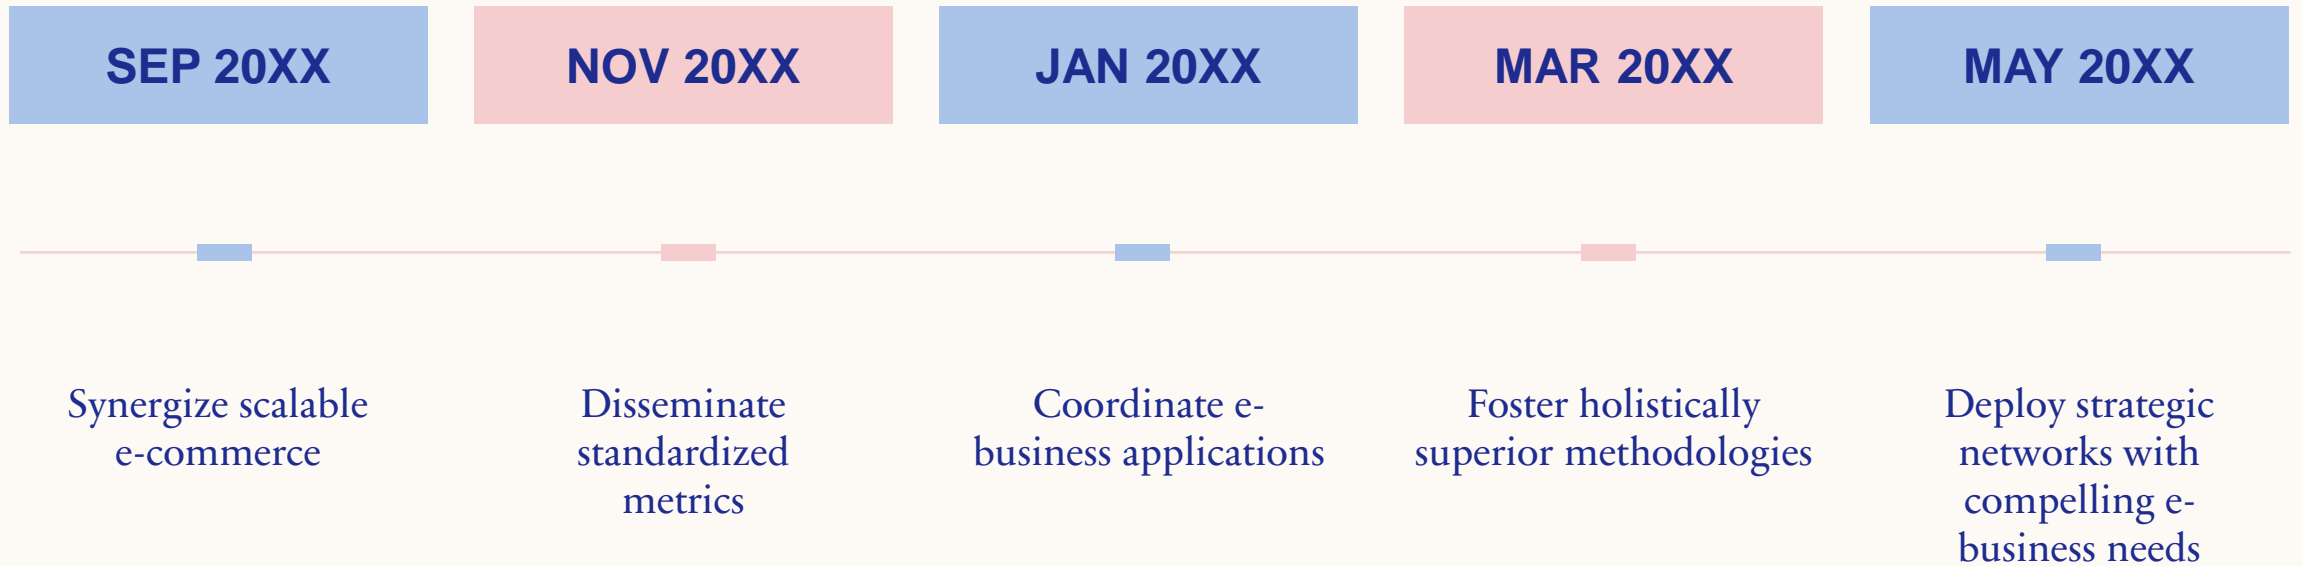 SEP 20XX
NOV 20XX
JAN 20XX
MAR 20XX
MAY 20XX
Synergize scalable
e-commerce
Disseminate
standardized
metrics
Coordinate e-
business applications
Foster holistically
superior methodologies
Deploy strategic
networks with
compelling e-
business needs